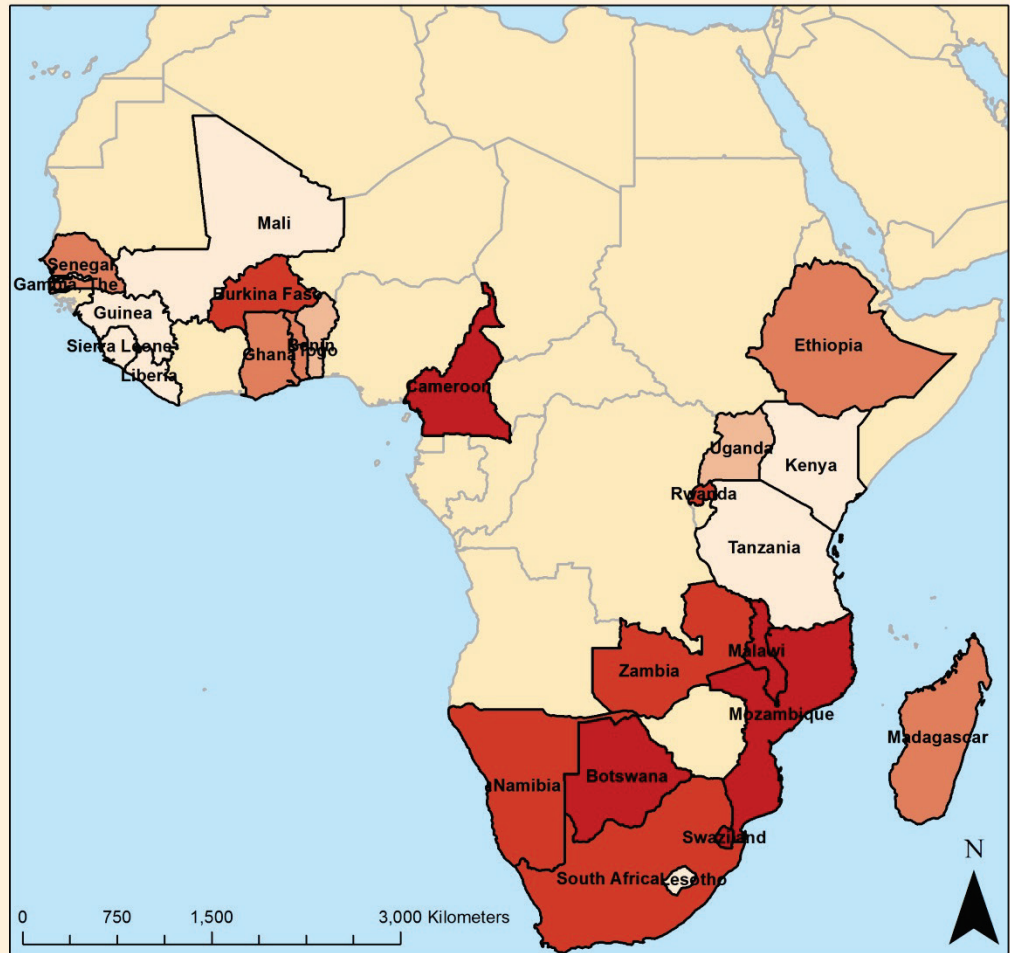 Mali
Senegal
Gambia, The
Burkina Faso
Guinea
Sierra Leone
Ghana
Benin
Togo
Liberia
Cameroon
Ethiopia
Uganda
Kenya
Rwanda
Tanzania
Malawi
Zambia
Mozambique
Madagascar
Namibia
Botswana
Swaziland
South Africa
Lesotho
N
0 750 1,500 3,000 Kilometers